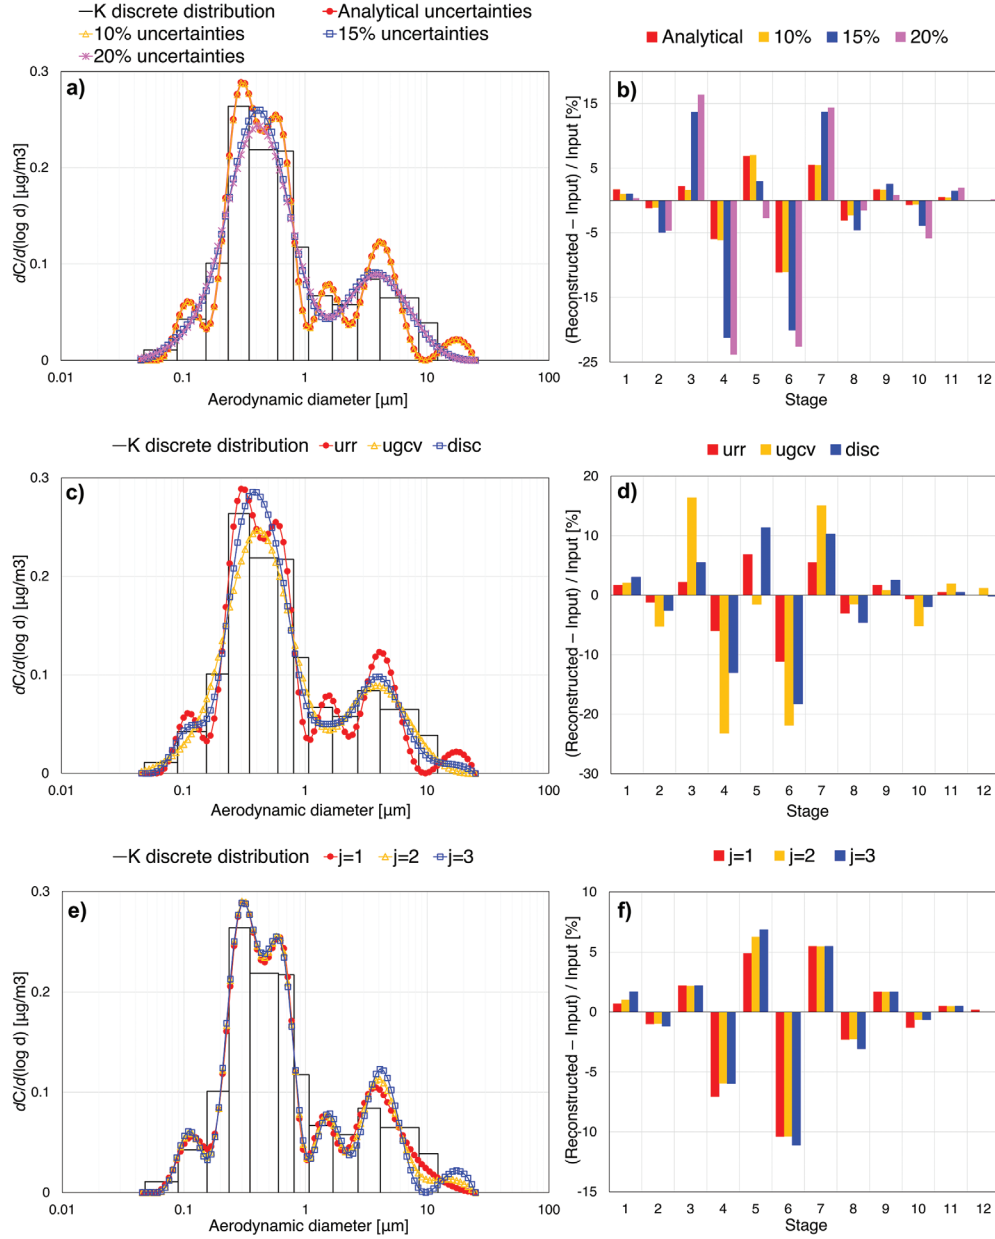 K discrete distribution Analytical uncertainties
10% uncertainties 15% uncertainties
20% uncertainties
Analytical 10% 15% 20%
a)
0.3
0.2
0.1
0
dC/d(log d) [µg/m3]
0.01 0.1 1 10 100
Aerodynamic diameter [µm]
b)
15
5
-5
-15
-25
(Reconstructed – Input) / Input [%]
1 2 3 4 5 6 7 8 9 10 11 12
Stage
K discrete distribution urr ugcv disc
urr ugcv disc
c)
0.3
0.2
0.1
0
dC/d(log d) [µg/m3]
0.01 0.1 1 10 100
Aerodynamic diameter [µm]
d)
20
10
0
-10
-20
-30
(Reconstructed – Input) / Input [%]
1 2 3 4 5 6 7 8 9 10 11 12
Stage
K discrete distribution j=1 j=2 j=3
j=1 j=2 j=3
e)
0.3
0.2
0.1
0
dC/d(log d) [µg/m3]
0.01 0.1 1 10 100
Aerodynamic diameter [µm]
f)
10
5
0
-5
-10
-15
(Reconstructed – Input) / Input [%]
1 2 3 4 5 6 7 8 9 10 11 12
Stage